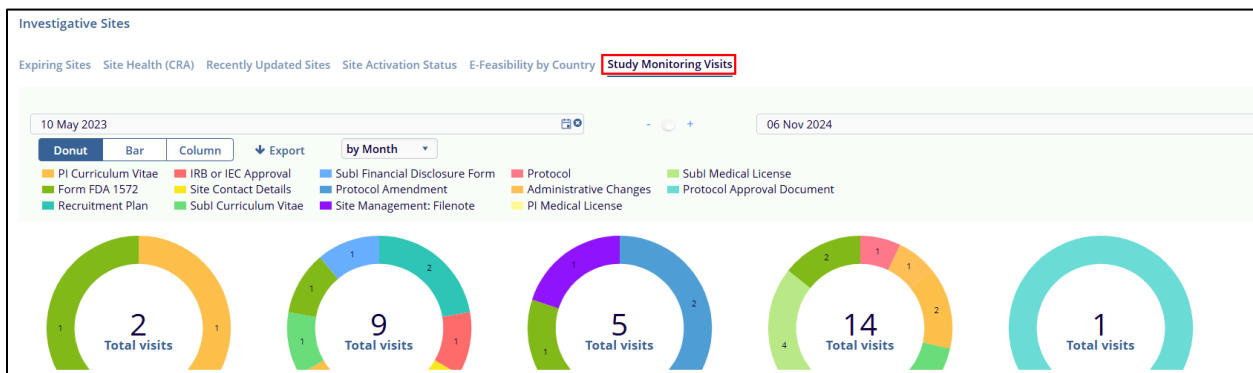 Investigative Sites
Expiring Sites Site Health (CRA) Recently Updated Sites Site Activation Status E-Feasibility by Country Study Monitoring Visits
10 May 2023 - + 06 Nov 2024
Donut Bar Column Export by Month
PI Curriculum Vitae IRB or IEC Approval SubI Financial Disclosure Form Protocol SubI Medical License
Form FDA 1572 Site Contact Details Protocol Amendment Administrative Changes Protocol Approval Document
Recruitment Plan SubI Curriculum Vitae Site Management: Filenote PI Medical License
1 2 1 1
2 1 1
1 2 1 1 1
9
Total visits Total visits Total visits Total visits Total visits
1 2 2 1 2 4
5 14 1